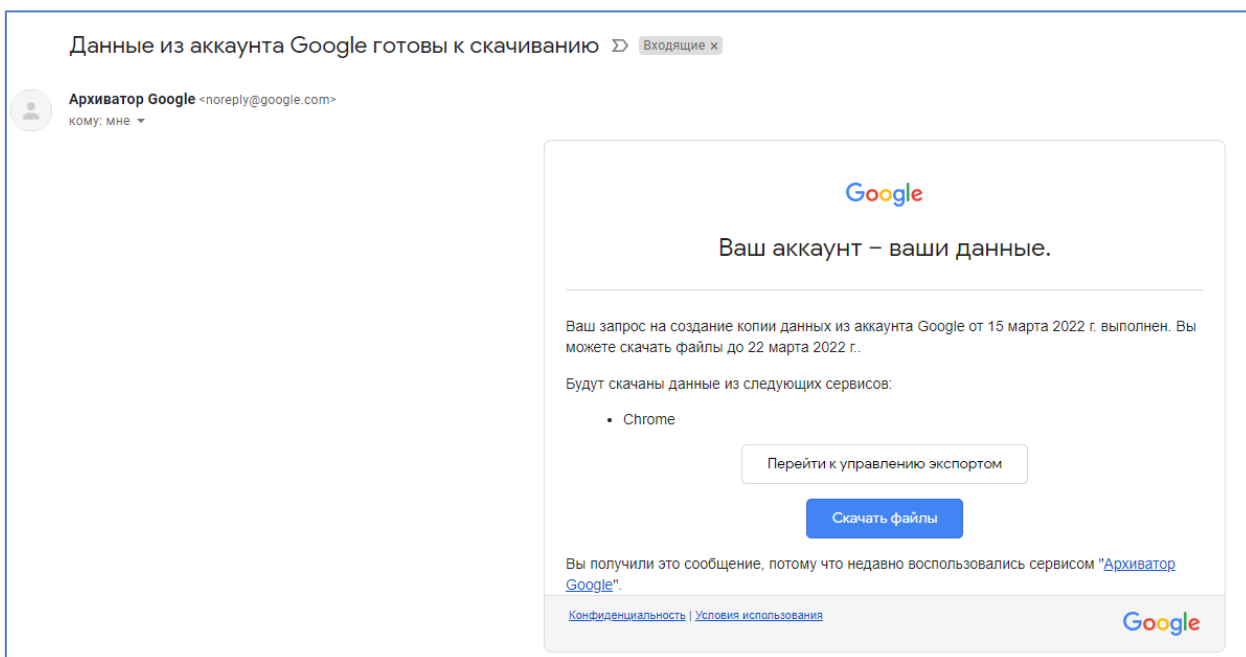 Данные из аккаунта Google готовы к скачиванию Входящие x
Архиватор Google <noreply@google.com>
кому: мне
Google
Ваш аккаунт – ваши данные.
Ваш запрос на создание копии данных из аккаунта Google от 15 марта 2022 г. выполнен. Вы
можете скачать файлы до 22 марта 2022 г..
Будут скачаны данные из следующих сервисов:
• Chrome
Перейти к управлению экспортом
Скачать файлы
Вы получили это сообщение, потому что недавно воспользовались сервисом "Архиватор
Google".
Конфиденциальность | Условия использования
Google